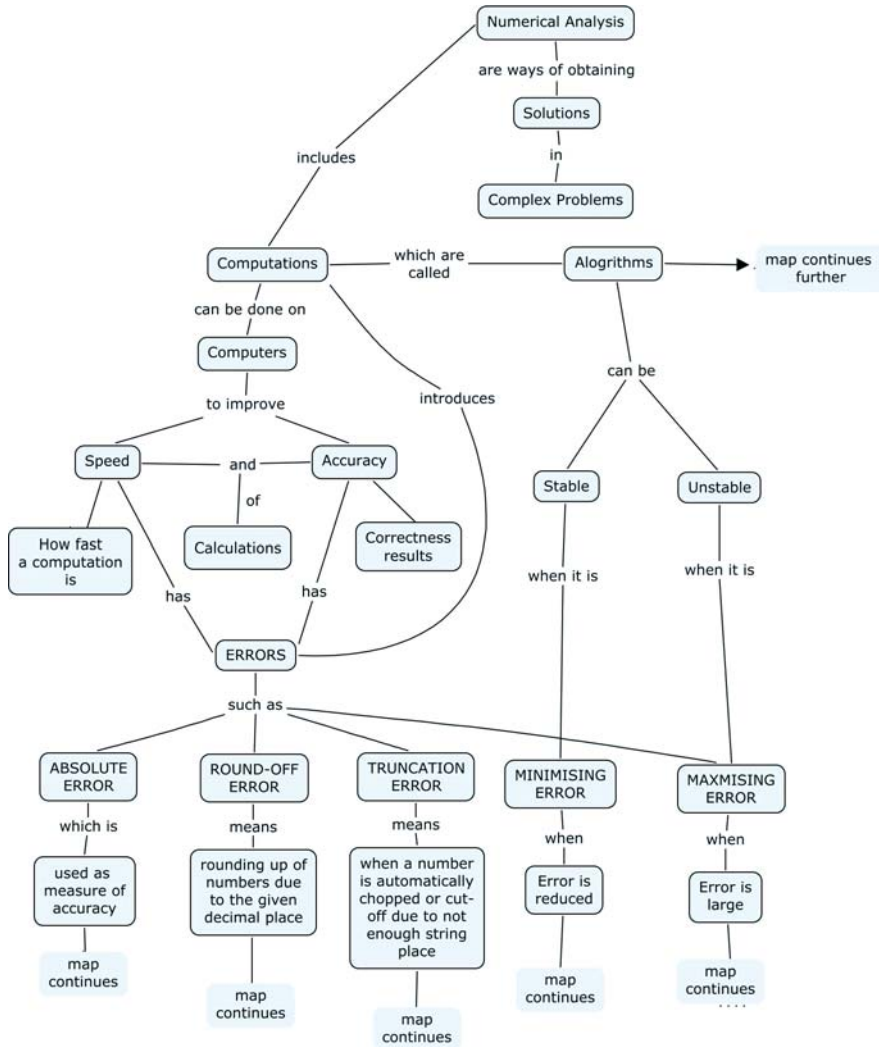 Numerical Analysis
are ways of obtaining
Solutions
includes
in
Complex Problems
Computations
which are
called
Alogrithms
map continues
further
can be done on
Computers
can be
to improve
introduces
Speed
and
Accuracy
Stable
Unstable
of
How fast
a computation
is
Calculations
Correctness
results
when it is
when it is
has
has
ERRORS
such as
ABSOLUTE
ERROR
ROUND-OFF
ERROR
TRUNCATION
ERROR
MINIMISING
ERROR
MAXMISING
ERROR
which is
means
means
when
when
used as
measure of
accuracy
rounding up of
numbers due
to the given
decimal place
when a number
is automatically
chopped or cut-
off due to not
enough string
place
Error is
reduced
Error is
large
map
continues
map
continues
map
continues
map
continues
map
continues
....